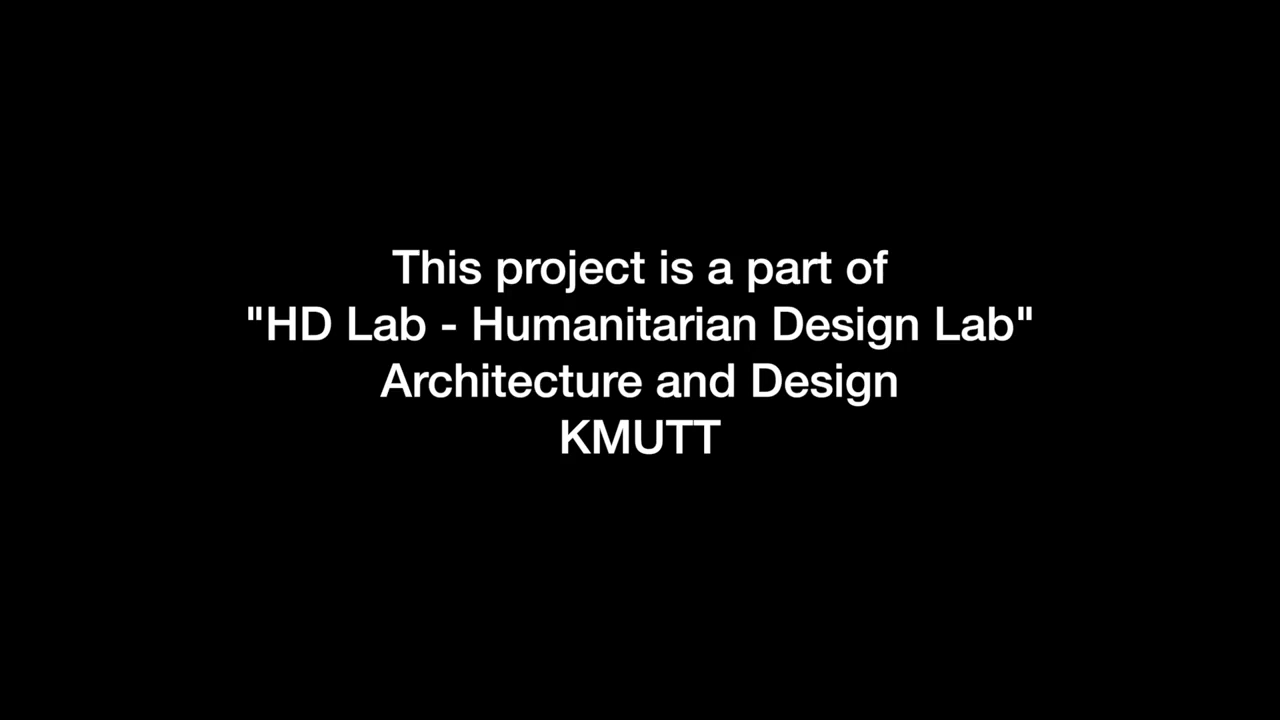 This project is a part of
"HD Lab - Humanitarian Design Lab"
Architecture and Design
KMUTT